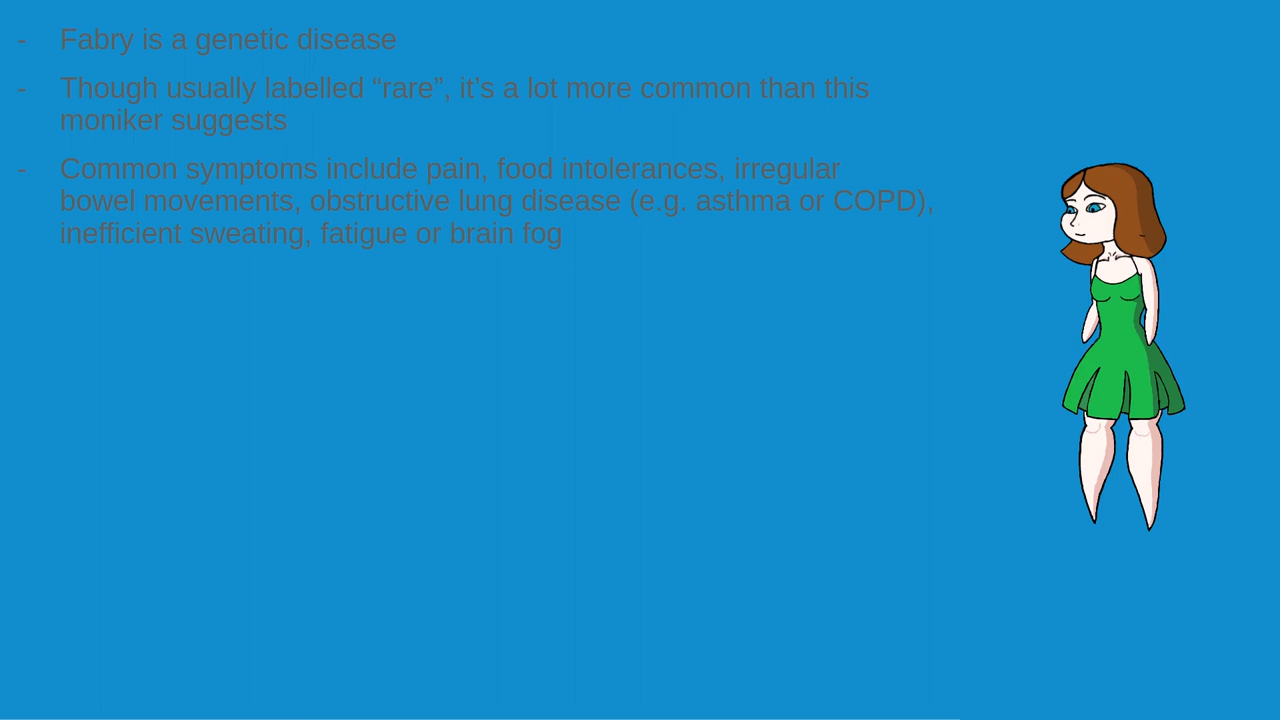 - Fabry is a genetic disease
- Though usually labelled “rare”, it’s a lot more common than this
moniker suggests
- Common symptoms include pain, food intolerances, irregular
bowel movements, obstructive lung disease (e.g. asthma or COPD),
inefficient sweating, fatigue or brain fog